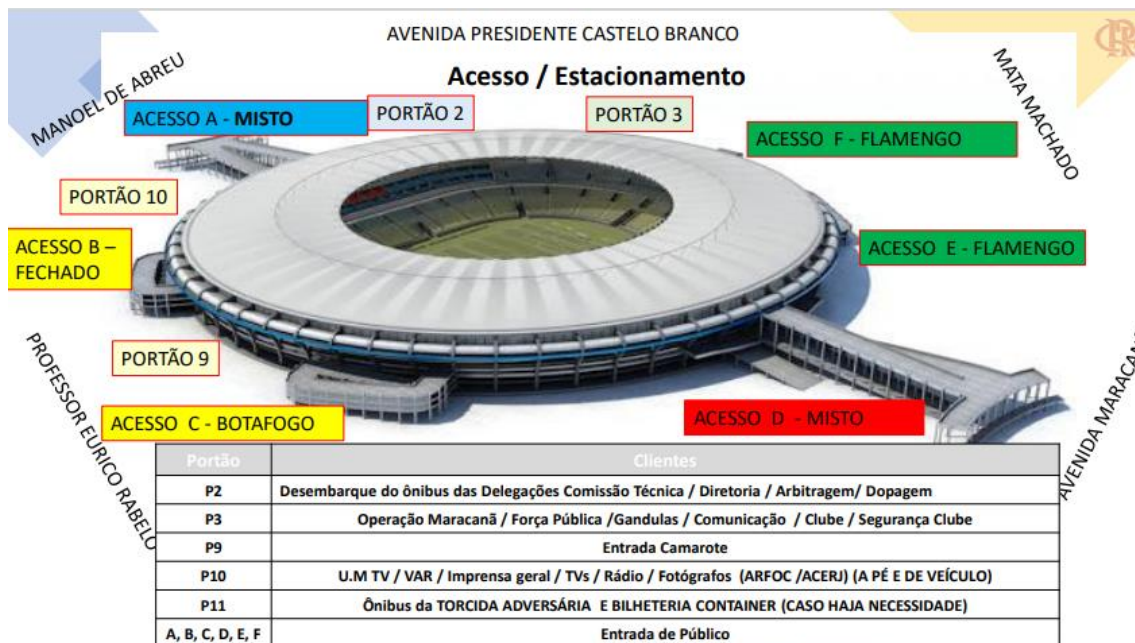 AVENIDA PRESIDENTE CASTELO BRANCO
Acesso / Estacionamento
MANOEL DE ABREU
MATA MACHADO
ACESSO A - MISTO
PORTÃO 2
PORTÃO 3
ACESSO F - FLAMENGO
PORTÃO 10
ACESSO B –
FECHADO
ACESSO E - FLAMENGO
PORTÃO 9
PROFESSOR EURICO RABELO
ACESSO C - BOTAFOGO
ACESSO D - MISTO
AVENIDA MARACAN
Portão Clientes
P2 Desembarque do ônibus das Delegações Comissão Técnica / Diretoria / Arbitragem/ Dopagem
P3 Operação Maracanã / Força Pública /Gandulas / Comunicação / Clube / Segurança Clube
P9 Entrada Camarote
P10 U.M TV / VAR / Imprensa geral / TVs / Rádio / Fotógrafos (ARFOC /ACERJ) (A PÉ E DE VEÍCULO)
P11 Ônibus da TORCIDA ADVERSÁRIA E BILHETERIA CONTAINER (CASO HAJA NECESSIDADE)
A, B, C, D, E, F Entrada de Público